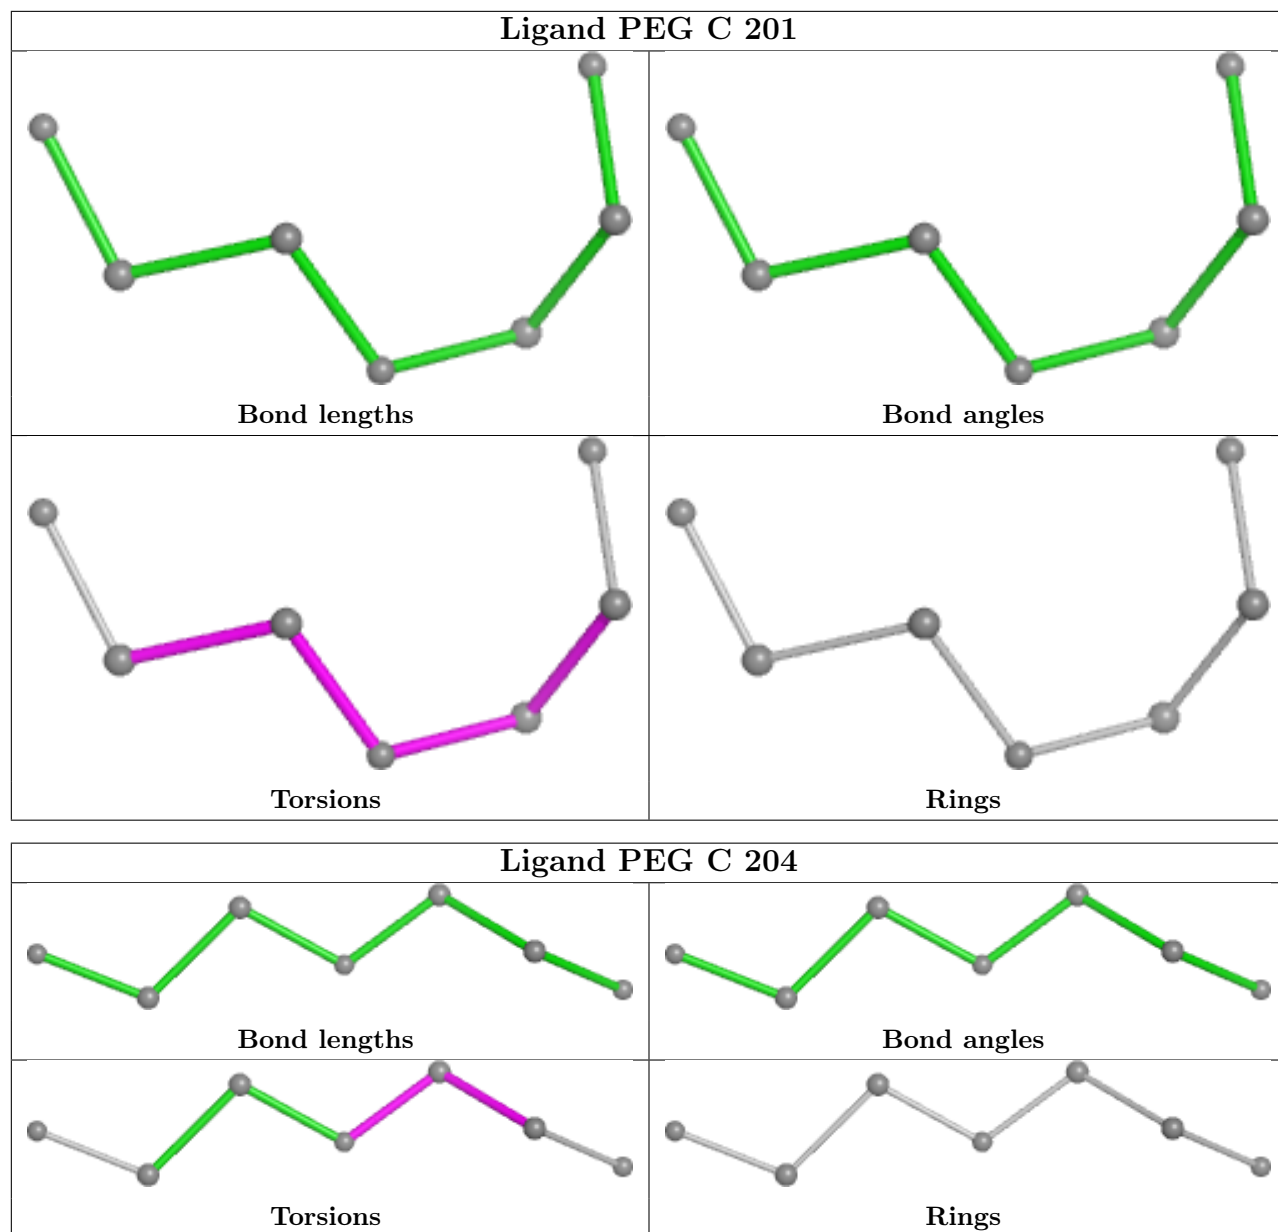 Ligand PEG C 201
Bond lengths
Bond angles
Torsions
Rings
Ligand PEG C 204
Bond lengths
Bond angles
Torsions
Rings